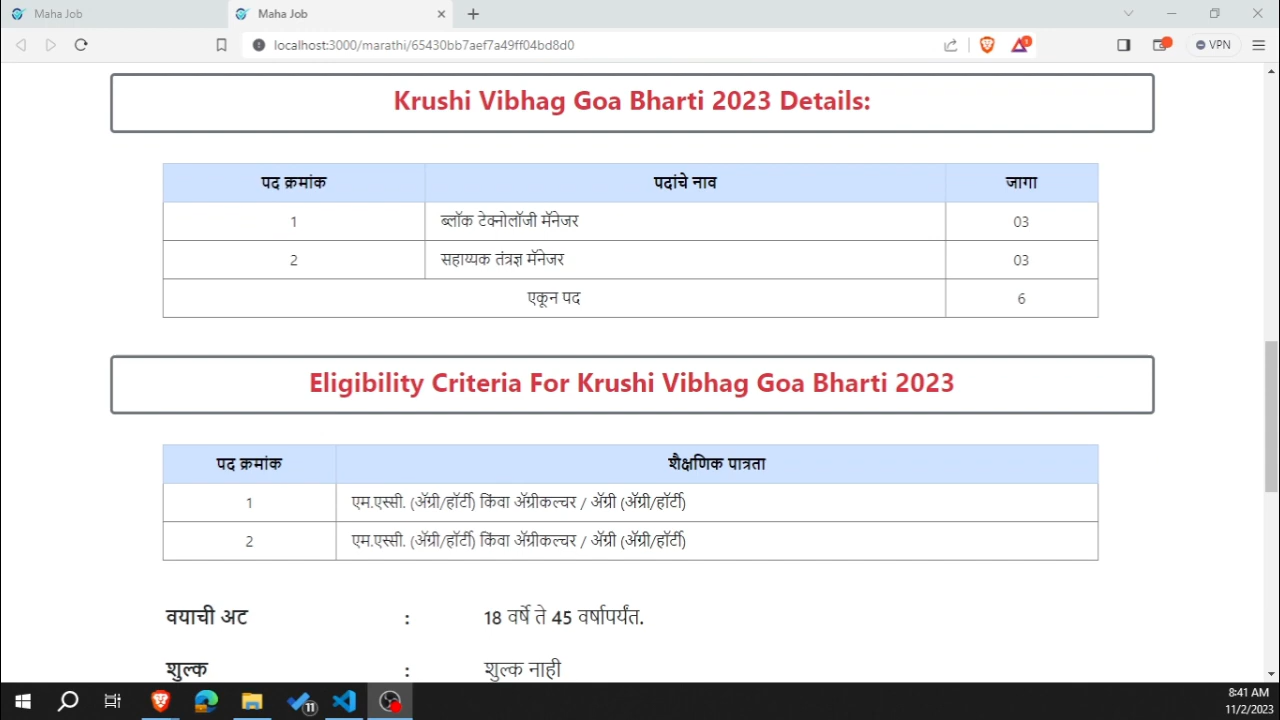 Maha Job
Maha Job
localhost:3000/marathi/65430bb7aef7a49ff04bd8d0
1
VPN
Krushi Vibhag Goa Bharti 2023 Details:
पद क्रमांक पदांचे नाव जागा
1 ब्लॉक टेक्नोलॉजी मॅनेजर 03
2 सहाय्यक तंत्रज्ञ मॅनेजर 03
एकून पद 6
Eligibility Criteria For Krushi Vibhag Goa Bharti 2023
पद क्रमांक शैक्षणिक पात्रता
1 एम.एस्सी. (ॲग्री/हॉर्टी) किंवा ॲग्रीकल्चर / ॲग्री (ॲग्री/हॉर्टी)
2 एम.एस्सी. (ॲग्री/हॉर्टी) किंवा ॲग्रीकल्चर / ॲग्री (ॲग्री/हॉर्टी)
वयाची अट : 18 वर्षे ते 45 वर्षापर्यंत.
शुल्क : शुल्क नाही
11
8:41 AM
11/2/2023